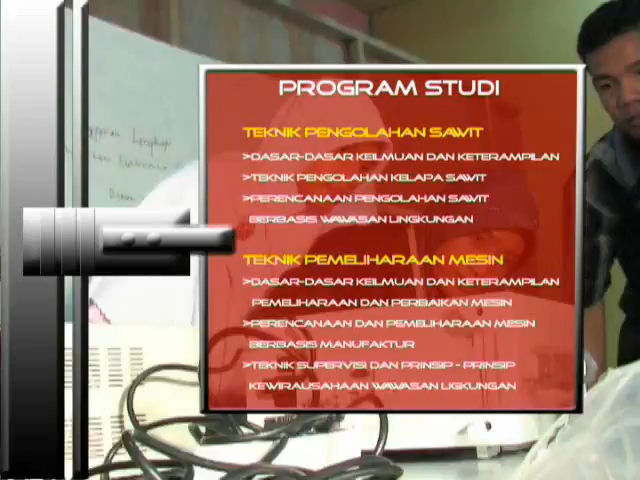 PROGRAM STUDI
TEKNIK PENGOLAHAN SAWIT
>DASAR-DASAR KEILMUAN DAN KETERAMPILAN
>TEKNIK PENGOLAHAN KELAPA SAWIT
>PERENCANAAN PENGOLAHAN SAWIT
BERBASIS WAWASAN LINGKUNGAN
TEKNIK PEMELIHARAAN MESIN
>DASAR-DASAR KEILMUAN DAN KETERAMPILAN
PEMELIHARAAN DAN PERBAIKAN MESIN
>PERENCANAAN DAN PEMELIHARAAN MESIN
BERBASIS MANUFAKTUR
>TEKNIK SUPERVISI DAN PRINSIP - PRINSIP
KEWIRAUSAHAAN WAWASAN LIGKUNGAN